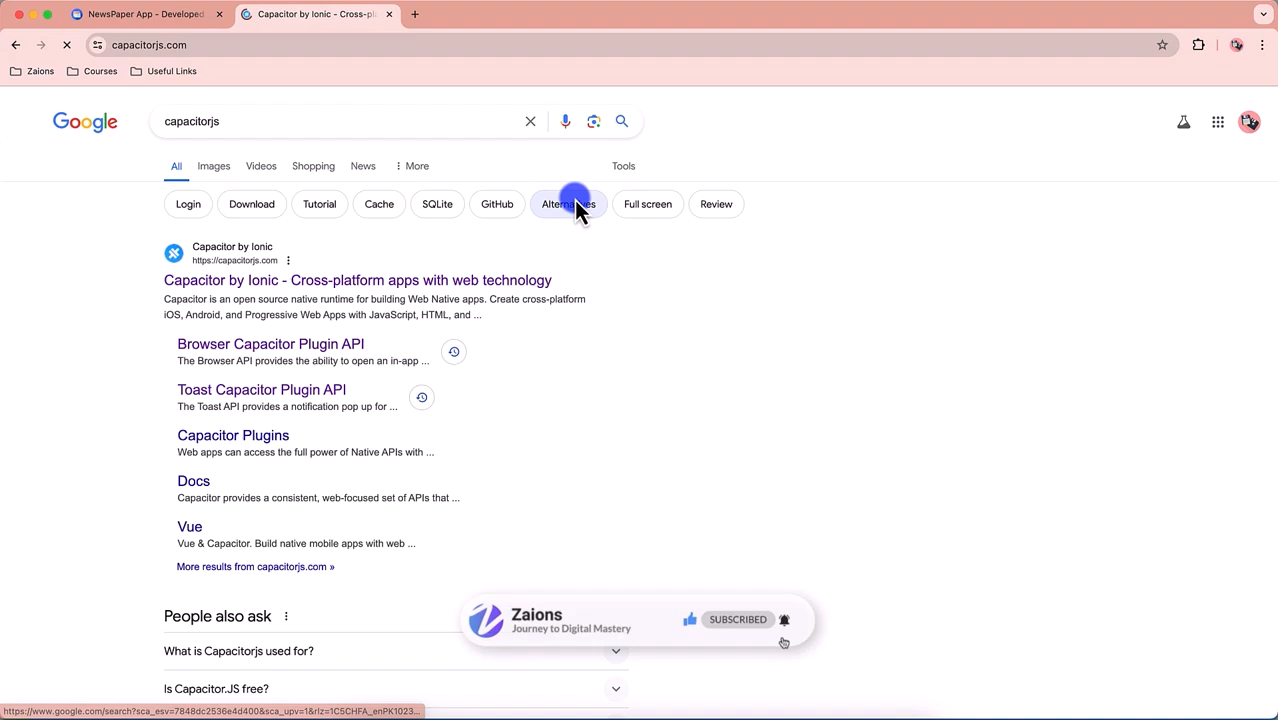 NewsPaper App - Developed
Capacitor by Ionic - Cross-pla
capacitorjs.com
Zaions
Courses
Useful Links
Google
capacitorjs
All
Images
Videos
Shopping
News
More
Tools
Login
Download
Tutorial
Cache
SQLite
GitHub
Alternatives
Full screen
Review
Capacitor by Ionic
https://capacitorjs.com
Capacitor by Ionic - Cross-platform apps with web technology
Capacitor is an open source native runtime for building Web Native apps. Create cross-platform
iOS, Android, and Progressive Web Apps with JavaScript, HTML, and ...
Browser Capacitor Plugin API
The Browser API provides the ability to open an in-app ...
Toast Capacitor Plugin API
The Toast API provides a notification pop up for ...
Capacitor Plugins
Web apps can access the full power of Native APIs with ...
Docs
Capacitor provides a consistent, web-focused set of APIs that ...
Vue
Vue & Capacitor. Build native mobile apps with web ...
More results from capacitorjs.com »
People also ask
What is Capacitorjs used for?
Is Capacitor.JS free?
Zaions
Journey to Digital Mastery
SUBSCRIBED
https://www.google.com/search?sca_esv=7848dc2536e4d400&sca_upv=1&rlz=1C5CHFA_enPK1023...